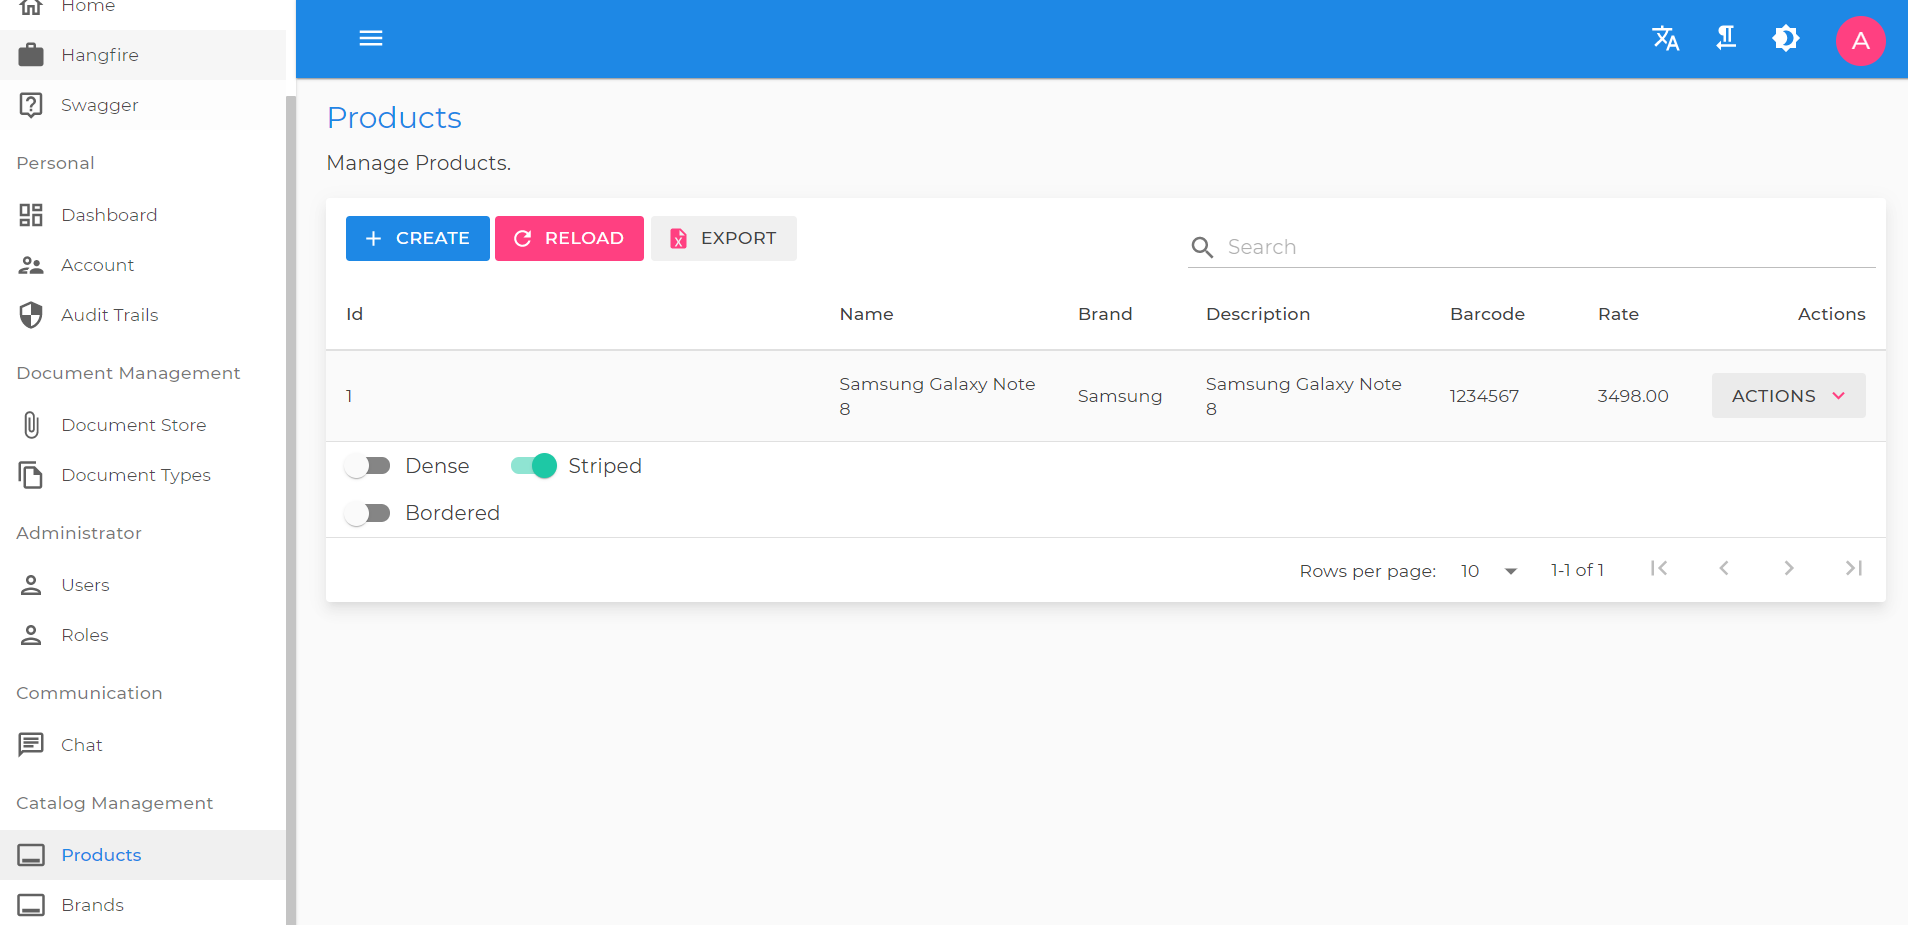 Home
Hangfire
Swagger
Personal
Dashboard
Account
Audit Trails
Document Management
Document Store
Document Types
Administrator
Users
Roles
Communication
Chat
Catalog Management
Products
Brands
A
Products
Manage Products.
CREATE RELOAD EXPORT
Search
Id Name Brand Description Barcode Rate Actions
1 Samsung Galaxy Note 8 Samsung Samsung Galaxy Note 8 1234567 3498.00 ACTIONS
Dense Striped
Bordered
Rows per page: 10 1-1 of 1